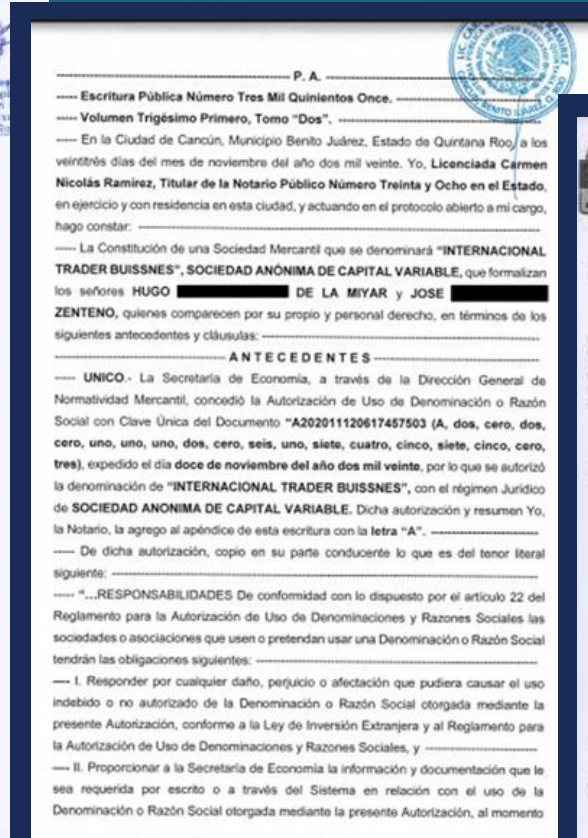 P. A.
----- Escritura Pública Número Tres Mil Quinientos Once. -----
----- Volumen Trigésimo Primero, Tomo “Dos”. -----
----- En la Ciudad de Cancún, Municipio Benito Juárez, Estado de Quintana Roo, a los
veintitrés días del mes de noviembre del año dos mil veinte. Yo, Licenciada Carmen
Nicolás Ramírez, Titular de la Notario Público Número Treinta y Ocho en el Estado,
en ejercicio y con residencia en esta ciudad, y actuando en el protocolo abierto a mi cargo,
hago constar: -----
----- La Constitución de una Sociedad Mercantil que se denominará “INTERNACIONAL
TRADER BUISSNES”, SOCIEDAD ANÓNIMA DE CAPITAL VARIABLE, que formalizan
los señores HUGO DE LA MIYAR y JOSE
ZENTENO, quienes comparecen por su propio y personal derecho, en términos de los
siguientes antecedentes y cláusulas: -----
----- A N T E C E D E N T E S -----
----- UNICO.- La Secretaría de Economía, a través de la Dirección General de
Normatividad Mercantil, concedió la Autorización de Uso de Denominación o Razón
Social con Clave Única del Documento “A202011120617457503 (A, dos, cero, dos,
cero, uno, uno, uno, dos, cero, seis, uno, siete, cuatro, cinco, siete, cinco, cero,
tres), expedido el día doce de noviembre del año dos mil veinte, por lo que se autorizó
la denominación de “INTERNACIONAL TRADER BUISSNES”, con el régimen Jurídico
de SOCIEDAD ANONIMA DE CAPITAL VARIABLE. Dicha autorización y resumen Yo,
la Notario, la agrego al apéndice de esta escritura con la letra “A”. -----
----- De dicha autorización, copio en su parte conducente lo que es del tenor literal
siguiente: -----
----- “...RESPONSABILIDADES De conformidad con lo dispuesto por el artículo 22 del
Reglamento para la Autorización de Uso de Denominaciones y Razones Sociales las
sociedades o asociaciones que usen o pretendan usar una Denominación o Razón Social
tendrán las obligaciones siguientes: -----
---- I. Responder por cualquier daño, perjuicio o afectación que pudiera causar el uso
indebido o no autorizado de la Denominación o Razón Social otorgada mediante la
presente Autorización, conforme a la Ley de Inversión Extranjera y al Reglamento para
la Autorización de Uso de Denominaciones y Razones Sociales, y -----
---- II. Proporcionar a la Secretaría de Economía la información y documentación que le
sea requerida por escrito o a través del Sistema en relación con el uso de la
Denominación o Razón Social otorgada mediante la presente Autorización, al momento